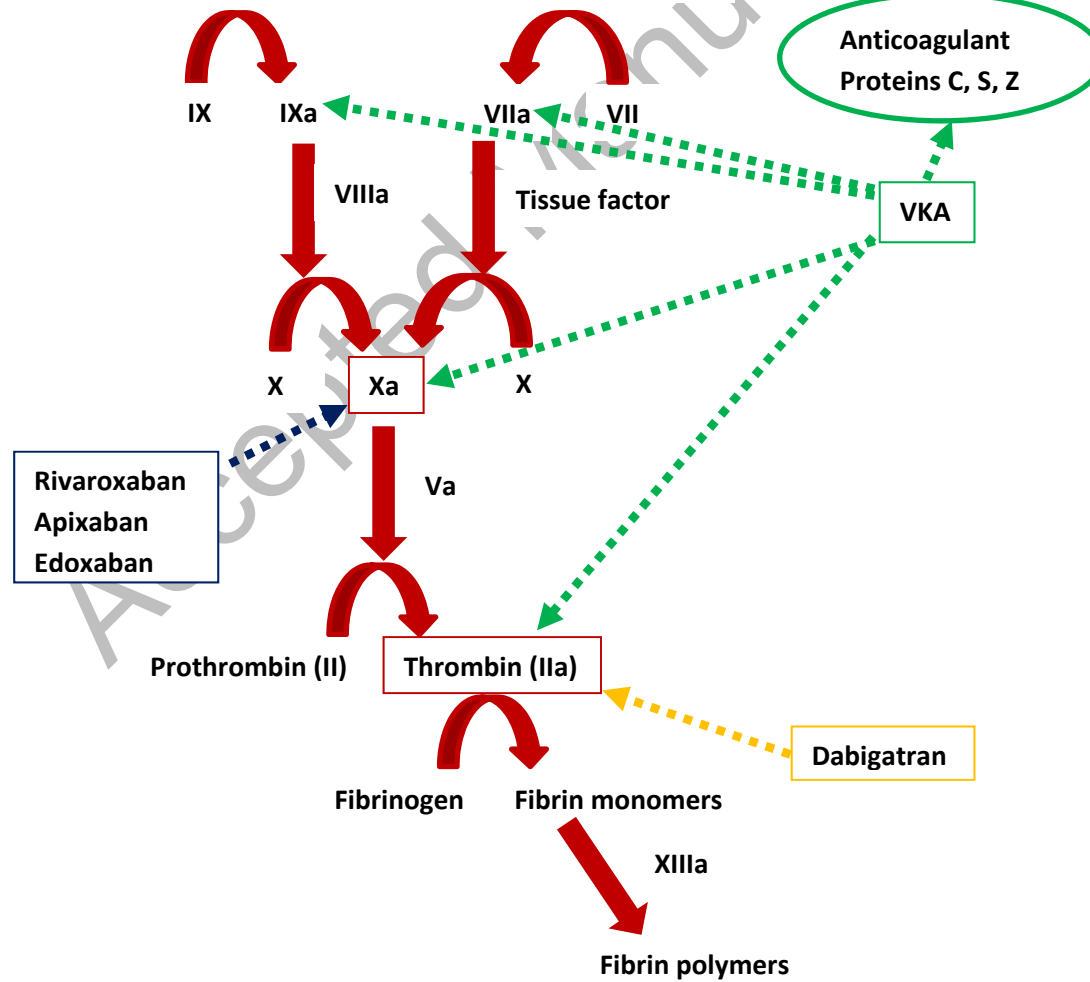 Anticoagulant
Proteins C, S, Z
IX
IXa
VIIa
VII
VIIIa
Tissue factor
VKA
X
Xa
X
Rivaroxaban
Apixaban
Edoxaban
Va
Prothrombin (II)
Thrombin (IIa)
Dabigatran
Fibrinogen
Fibrin monomers
XIIIa
Fibrin polymers
Accepted